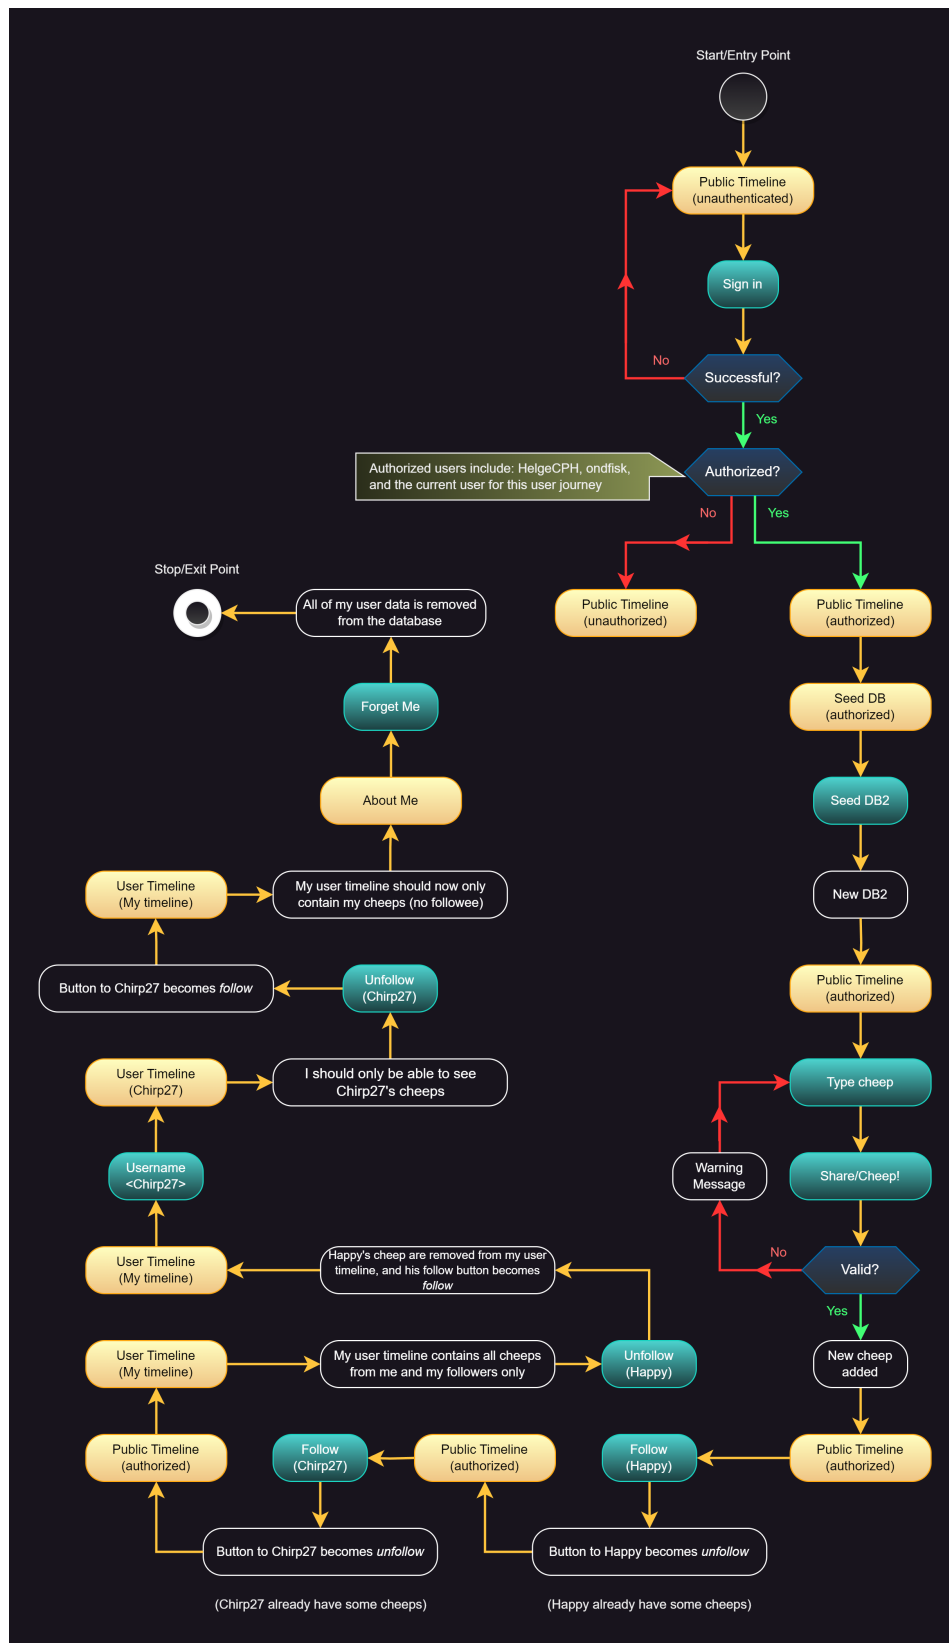 Start/Entry Point
Public Timeline
(unauthenticated)
Sign in
No
Successful?
Yes
Authorized users include: HelgeCPH, ondfisk,
and the current user for this user journey
Authorized?
No
Yes
Stop/Exit Point
All of my user data is removed
from the database
Public Timeline
(unauthorized)
Public Timeline
(authorized)
Forget Me
Seed DB
(authorized)
About Me
Seed DB2
User Timeline
(My timeline)
My user timeline should now only
contain my cheeps (no followee)
New DB2
Button to Chirp27 becomes follow
Unfollow
(Chirp27)
Public Timeline
(authorized)
User Timeline
(Chirp27)
I should only be able to see
Chirp27's cheeps
Type cheep
Username
<Chirp27>
Warning
Message
Share/Cheep!
User Timeline
(My timeline)
Happy's cheep are removed from my user
timeline, and his follow button becomes
follow
No
Valid?
Yes
User Timeline
(My timeline)
My user timeline contains all cheeps
from me and my followers only
Unfollow
(Happy)
New cheep
added
Public Timeline
(authorized)
Follow
(Chirp27)
Public Timeline
(authorized)
Follow
(Happy)
Public Timeline
(authorized)
Button to Chirp27 becomes unfollow
Button to Happy becomes unfollow
(Chirp27 already have some cheeps)
(Happy already have some cheeps)